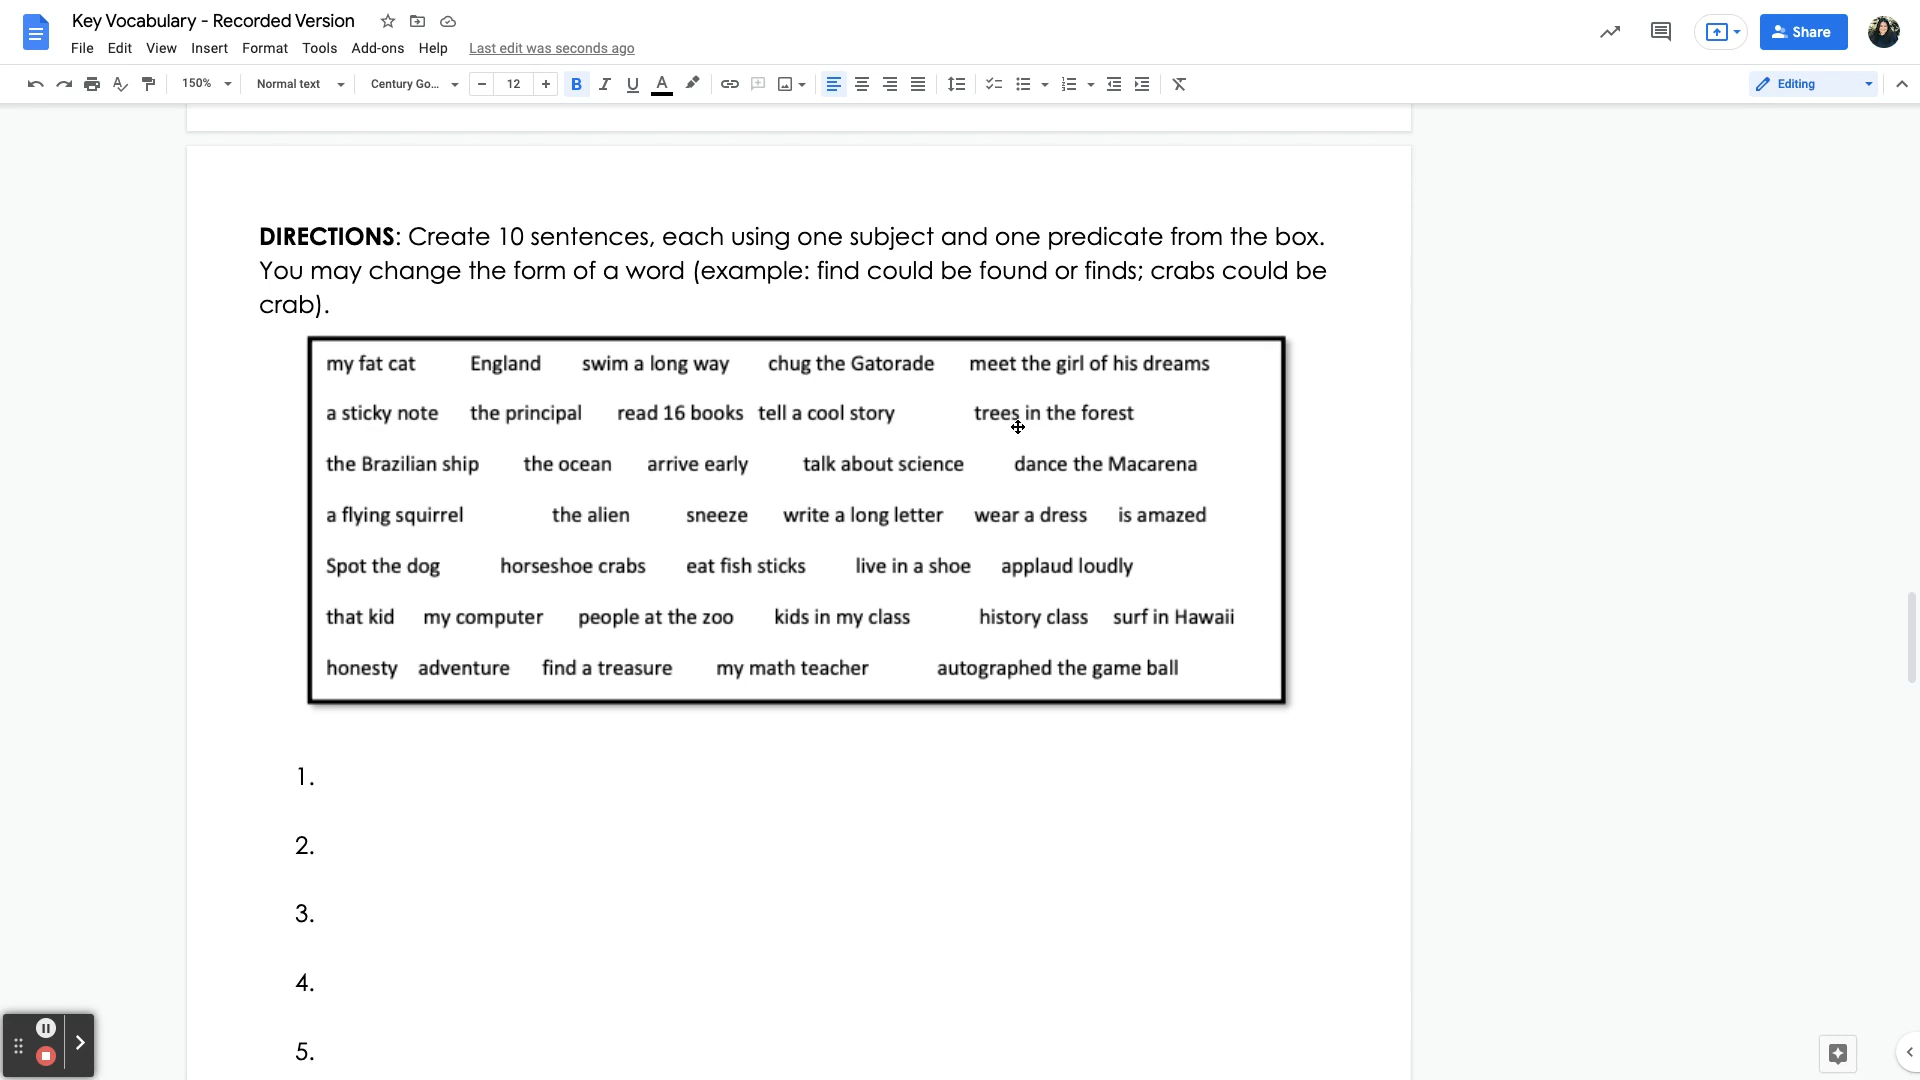 Key Vocabulary - Recorded Version
File Edit View Insert Format Tools Add-ons Help Last edit was seconds ago
Share
150% Normal text Century Go... 12 B I U A Editing
DIRECTIONS: Create 10 sentences, each using one subject and one predicate from the box.
You may change the form of a word (example: find could be found or finds; crabs could be
crab).
my fat cat England swim a long way chug the Gatorade meet the girl of his dreams
a sticky note the principal read 16 books tell a cool story trees in the forest
the Brazilian ship the ocean arrive early talk about science dance the Macarena
a flying squirrel the alien sneeze write a long letter wear a dress is amazed
Spot the dog horseshoe crabs eat fish sticks live in a shoe applaud loudly
that kid my computer people at the zoo kids in my class history class surf in Hawaii
honesty adventure find a treasure my math teacher autographed the game ball
1.
2.
3.
4.
5.